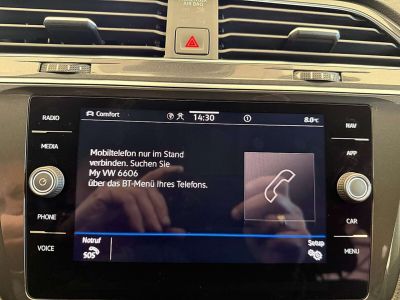 AIR BAG
RADIO
MEDIA
PHONE
VOICE
Comfort
14:30
8.0°C
Mobiltelefon nur im Stand
verbinden. Suchen Sie
My VW 6606
über das BT-Menü Ihres Telefons.
Notruf
SOS
Setup
NAV
APP
CAR
MENU